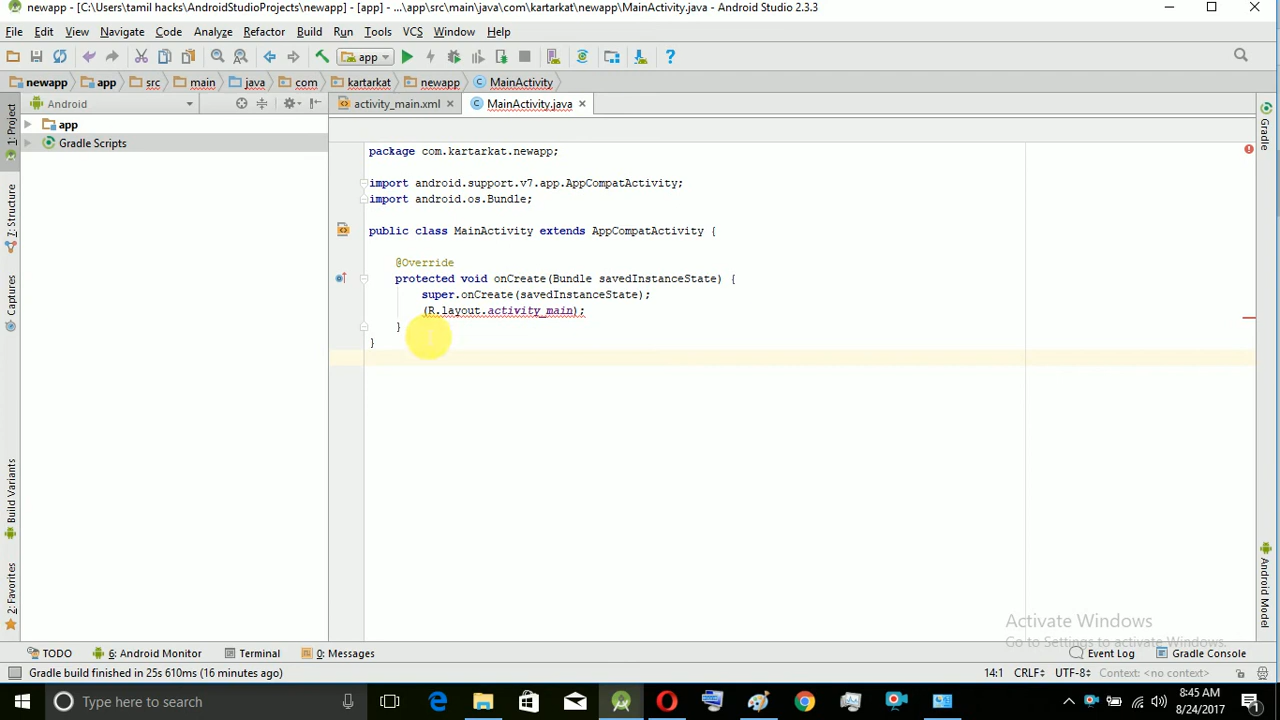 newapp - [C:\Users\tamil hacks\AndroidStudioProjects\newapp] - [app] - ...\app\src\main\java\com\kartarkat\newapp\MainActivity.java - Android Studio 2.3.3
File Edit View Navigate Code Analyze Refactor Build Run Tools VCS Window Help
app
newapp app src main java com kartarkat newapp MainActivity
Android
activity_main.xml MainActivity.java
1: Project
7: Structure
Captures
Build Variants
2: Favorites
app
Gradle Scripts
package com.kartarkat.newapp;
import android.support.v7.app.AppCompatActivity;
import android.os.Bundle;
public class MainActivity extends AppCompatActivity {
@Override
protected void onCreate(Bundle savedInstanceState) {
super.onCreate(savedInstanceState);
(R.layout.activity_main);
}
}
Gradle
Android Model
Activate Windows
Go to Settings to activate Windows.
TODO 6: Android Monitor Terminal 0: Messages Event Log Gradle Console
Gradle build finished in 25s 610ms (16 minutes ago) 14:1 CRLF UTF-8 Context: <no context>
Type here to search
8:45 AM
8/24/2017
1